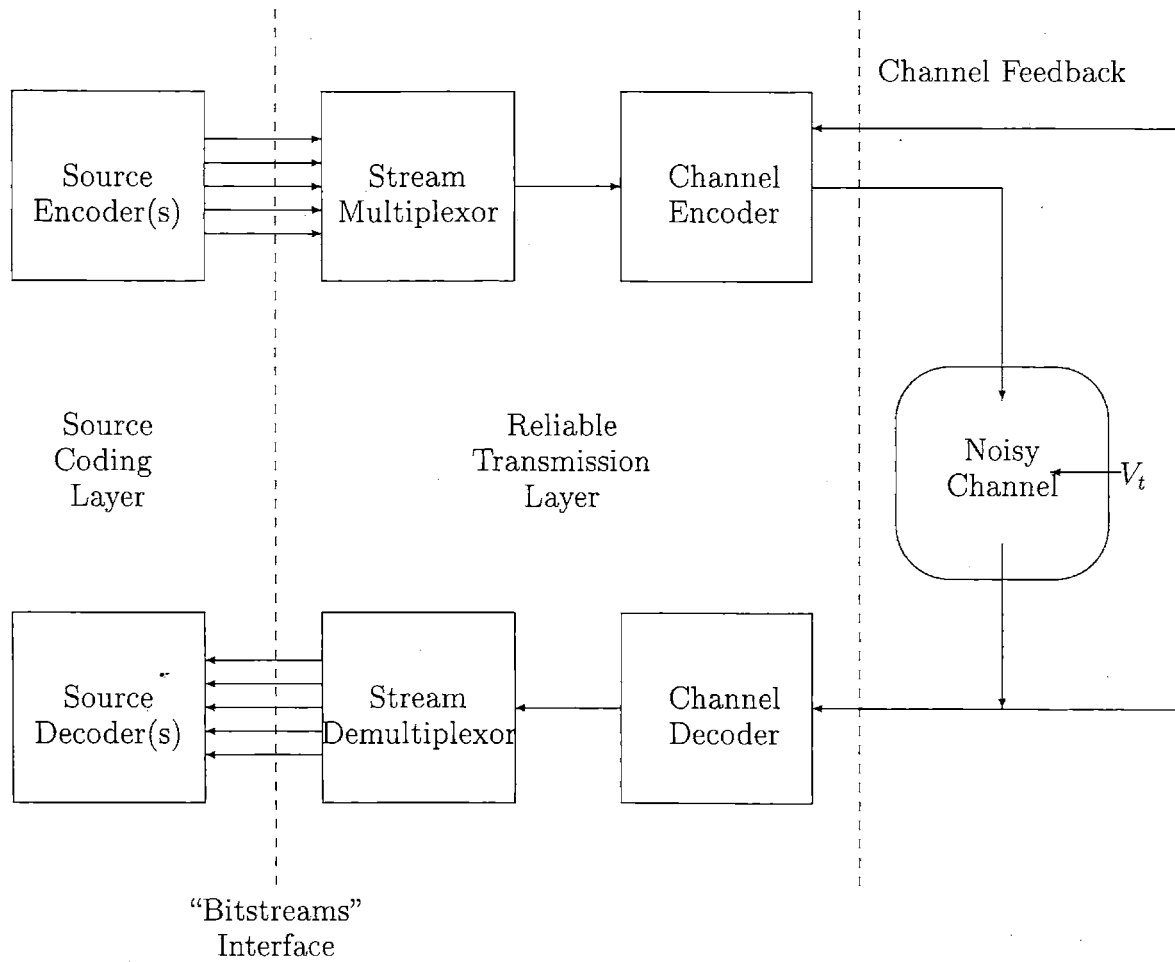 Channel Feedback
Source
Encoder(s)
Stream
Multiplexor
Channel
Encoder
Source
Coding
Layer
Reliable
Transmission
Layer
Noisy
Channel
V_t
Source
Decoder(s)
Stream
Demultiplexor
Channel
Decoder
“Bitstreams”
Interface